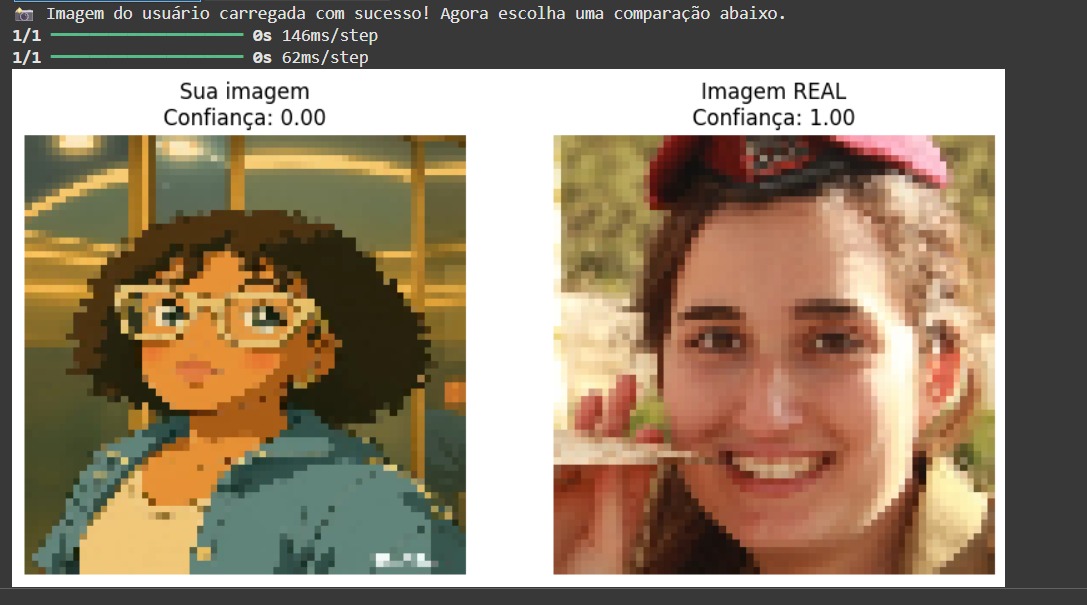 📷 Imagem do usuário carregada com sucesso! Agora escolha uma comparação abaixo.
1/1 ━━━━━━━━━━━━━━━━━━━━ 0s 146ms/step
1/1 ━━━━━━━━━━━━━━━━━━━━ 0s 62ms/step
Sua imagem
Confiança: 0.00
Imagem REAL
Confiança: 1.00